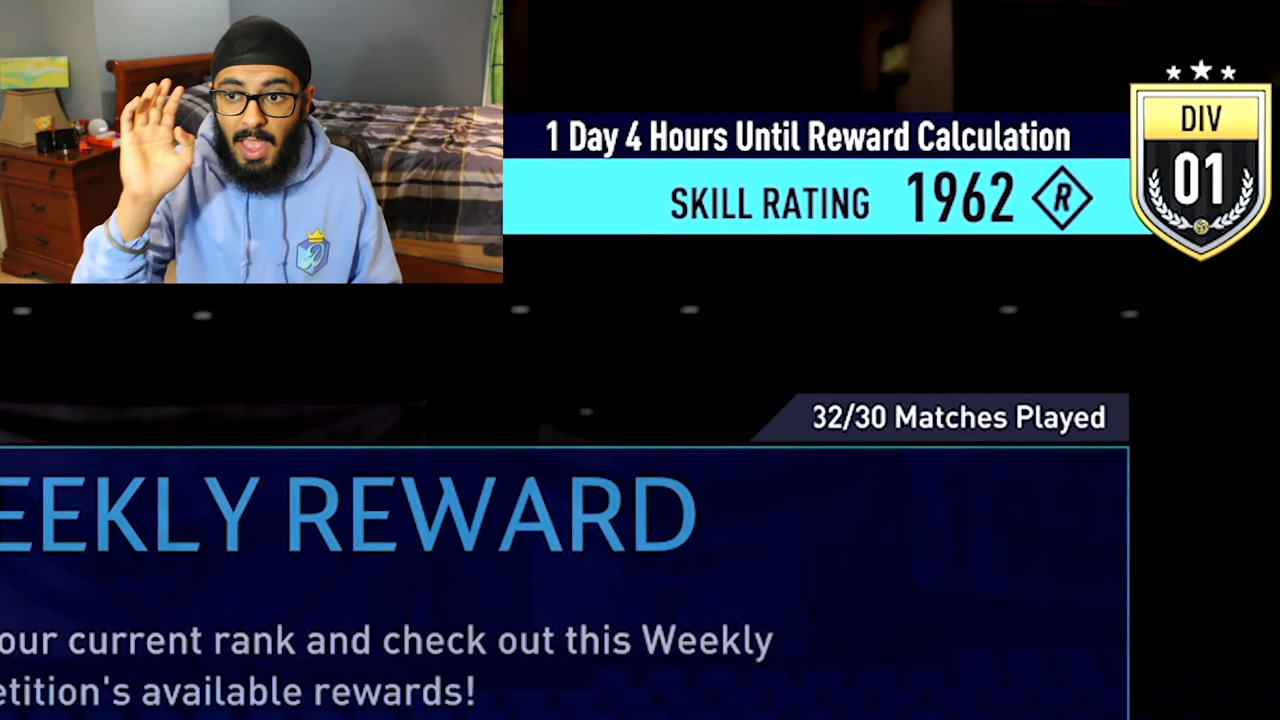 1 Day 4 Hours Until Reward Calculation
SKILL RATING 1962 R
DIV
01
32/30 Matches Played
EEKLY REWARD
our current rank and check out this Weekly
etition's available rewards!